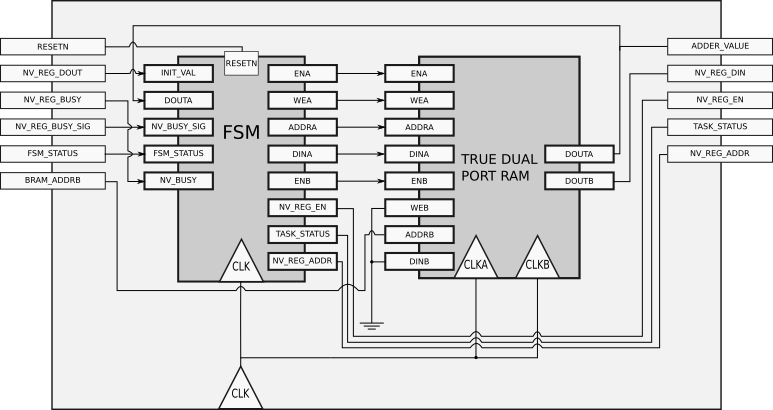 RESETN
NV_REG_DOUT
NV_REG_BUSY
NV_REG_BUSY_SIG
FSM_STATUS
BRAM_ADDRB
RESETN
INIT_VAL
DOUTA
NV_BUSY_SIG
FSM_STATUS
NV_BUSY
FSM
CLK
ENA
WEA
ADDRA
DINA
ENB
NV_REG_EN
TASK_STATUS
NV_REG_ADDR
ENA
WEA
ADDRA
DINA
ENB
WEB
ADDRB
DINB
TRUE DUAL
PORT RAM
CLKA
CLKB
DOUTA
DOUTB
ADDER_VALUE
NV_REG_DIN
NV_REG_EN
TASK_STATUS
NV_REG_ADDR
CLK